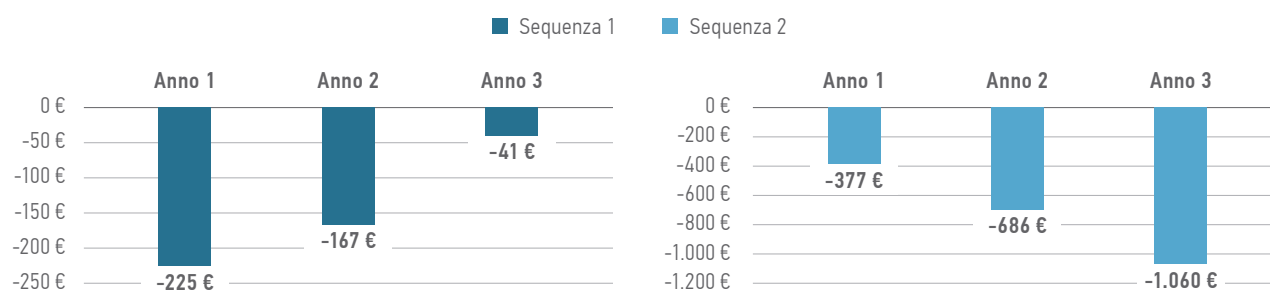 Sequenza 1
Sequenza 2
Anno 1
Anno 2
Anno 3
0 €
-50 €
-100 €
-150 €
-200 €
-250 €
-225 €
-167 €
-41 €
Anno 1
Anno 2
Anno 3
0 €
-200 €
-400 €
-600 €
-800 €
-1.000 €
-1.200 €
-377 €
-686 €
-1.060 €